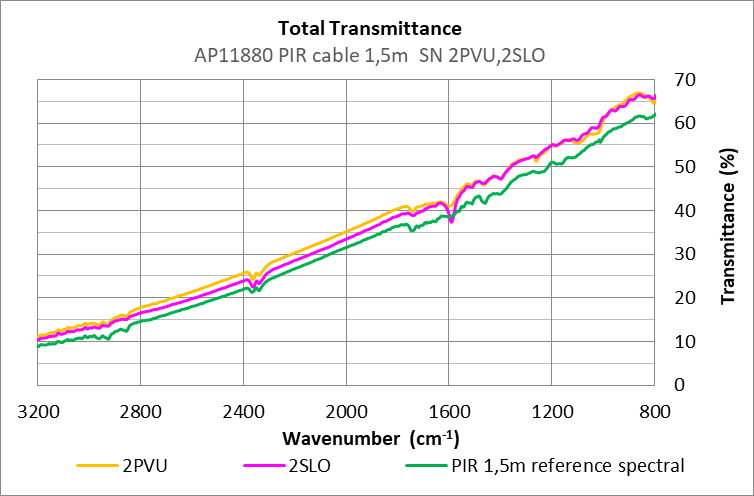 Total Transmittance
AP11880 PIR cable 1,5m  SN 2PVU,2SLO
70
60
50
40
30
20
10
0
Transmittance (%)
3200 2800 2400 2000 1600 1200 800
Wavenumber (cm⁻¹)
2PVU 2SLO PIR 1,5m reference spectral